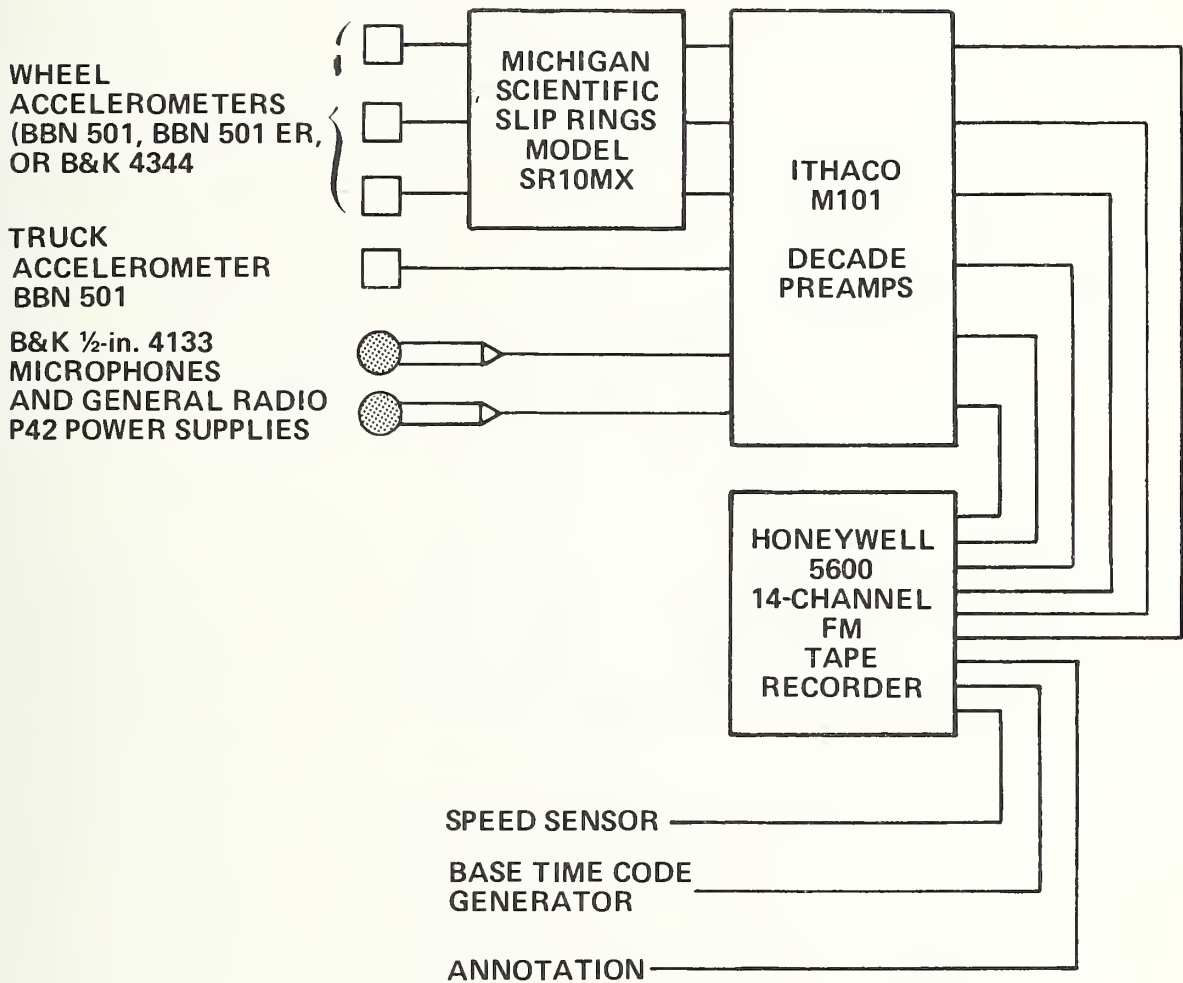 WHEEL
ACCELEROMETERS
(BBN 501, BBN 501 ER,
OR B&K 4344
TRUCK
ACCELEROMETER
BBN 501
B&K ½-in. 4133
MICROPHONES
AND GENERAL RADIO
P42 POWER SUPPLIES
MICHIGAN
SCIENTIFIC
SLIP RINGS
MODEL
SR10MX
ITHACO
M101
DECADE
PREAMPS
HONEYWELL
5600
14-CHANNEL
FM
TAPE
RECORDER
SPEED SENSOR
BASE TIME CODE
GENERATOR
ANNOTATION